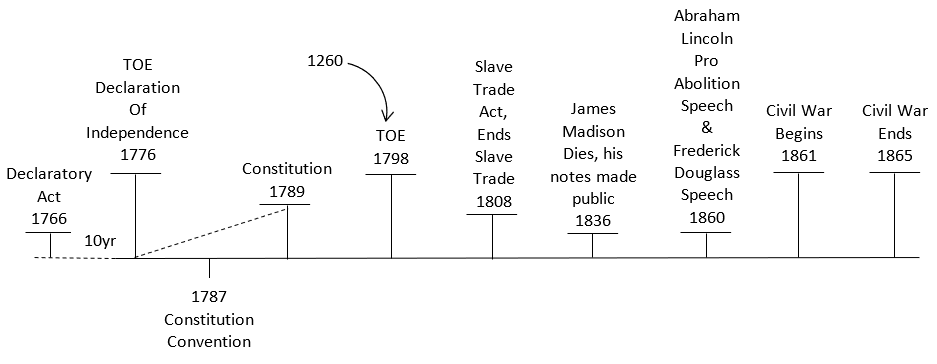 Declaratory
Act
1766
10yr
TOE
Declaration
Of
Independence
1776
1787
Constitution
Convention
Constitution
1789
1260
TOE
1798
Slave
Trade
Act,
Ends
Slave
Trade
1808
James
Madison
Dies, his
notes made
public
1836
Abraham
Lincoln
Pro
Abolition
Speech
&
Frederick
Douglass
Speech
1860
Civil War
Begins
1861
Civil War
Ends
1865